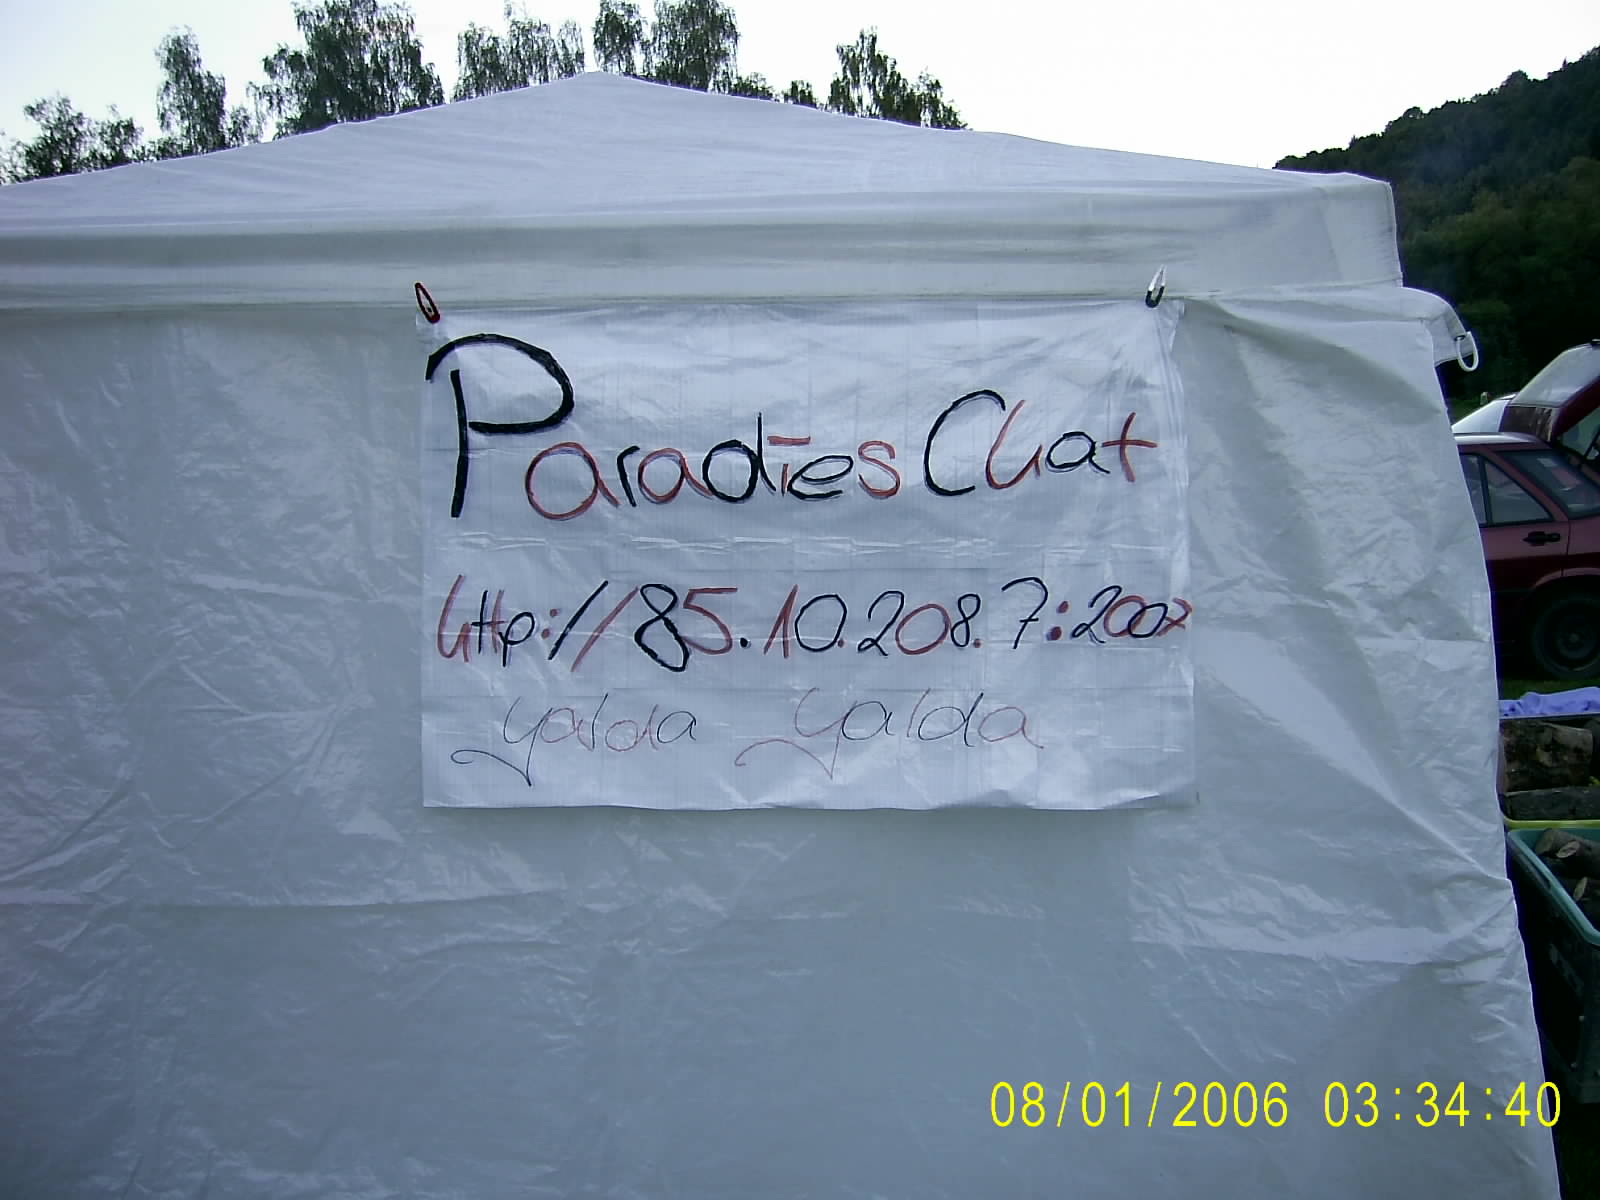 Paradies Chat
http://85.10.208.7:2002
yalda yalda
08/01/2006 03:34:40